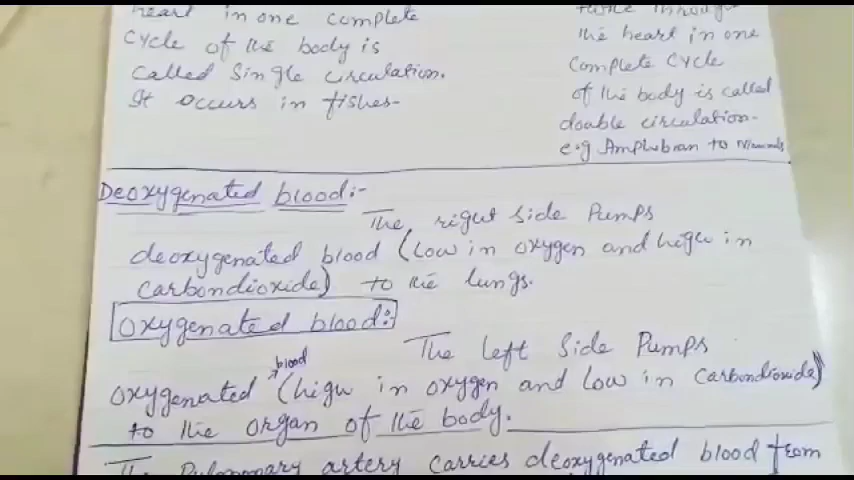 heart in one complete
cycle of the body is
called single circulation.
It occurs in fishes-
the heart in one
complete cycle
of the body is called
double circulation-
e.g Amphibian to
Deoxygenated blood:-
The right side Pumps
deoxygenated blood (low in oxygen and high in
carbondioxide) to the lungs.
Oxygenated blood:-
The left side Pumps
blood
oxygenated (high in oxygen and low in carbondioxide)
to the organ of the body.
The Pulmonary artery carries deoxygenated blood from